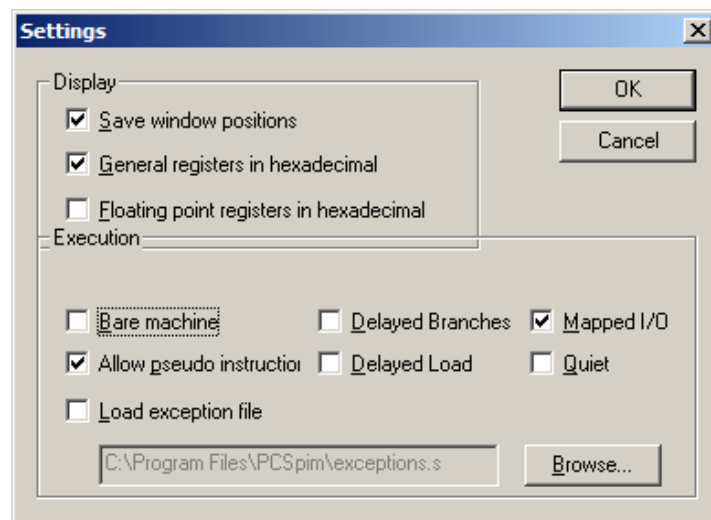 Settings
Display
OK
Save window positions
Cancel
General registers in hexadecimal
Floating point registers in hexadecimal
Execution
Bare machine Delayed Branches Mapped I/O
Allow pseudo instruction Delayed Load Quiet
Load exception file
C:\Program Files\PCSpim\exceptions.s Browse...